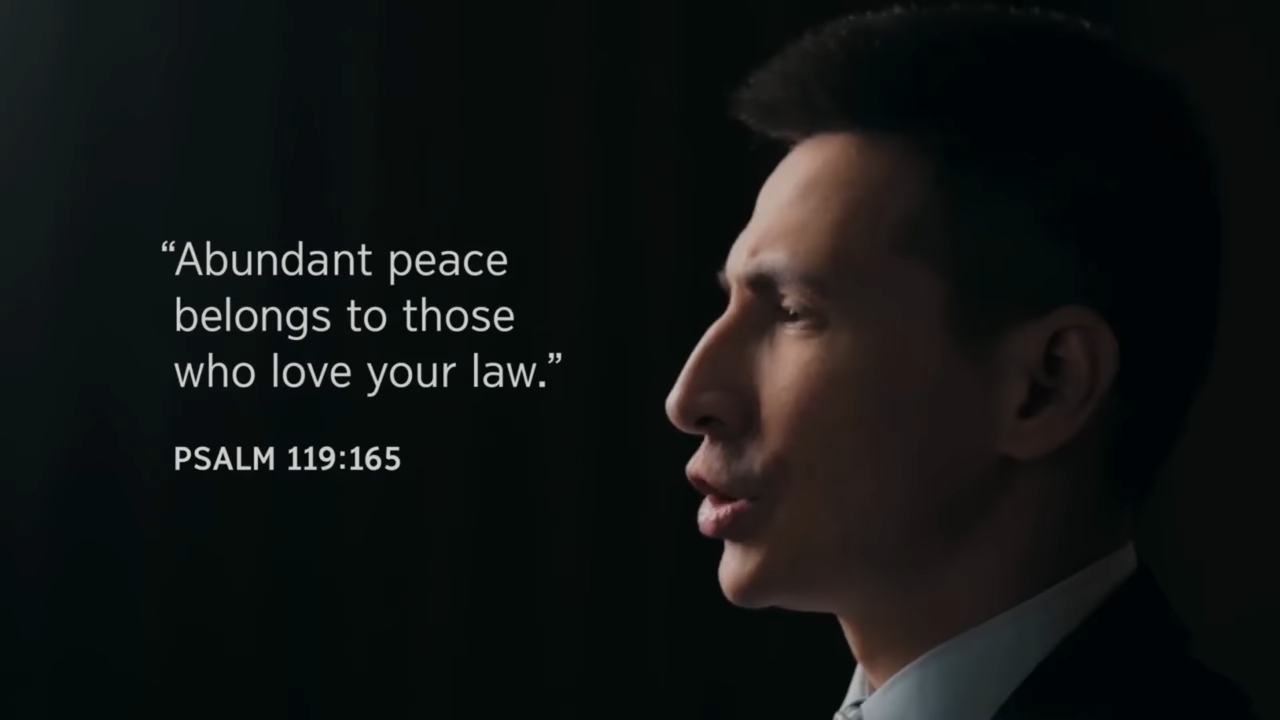 “Abundant peace
belongs to those
who love your law.”
PSALM 119:165